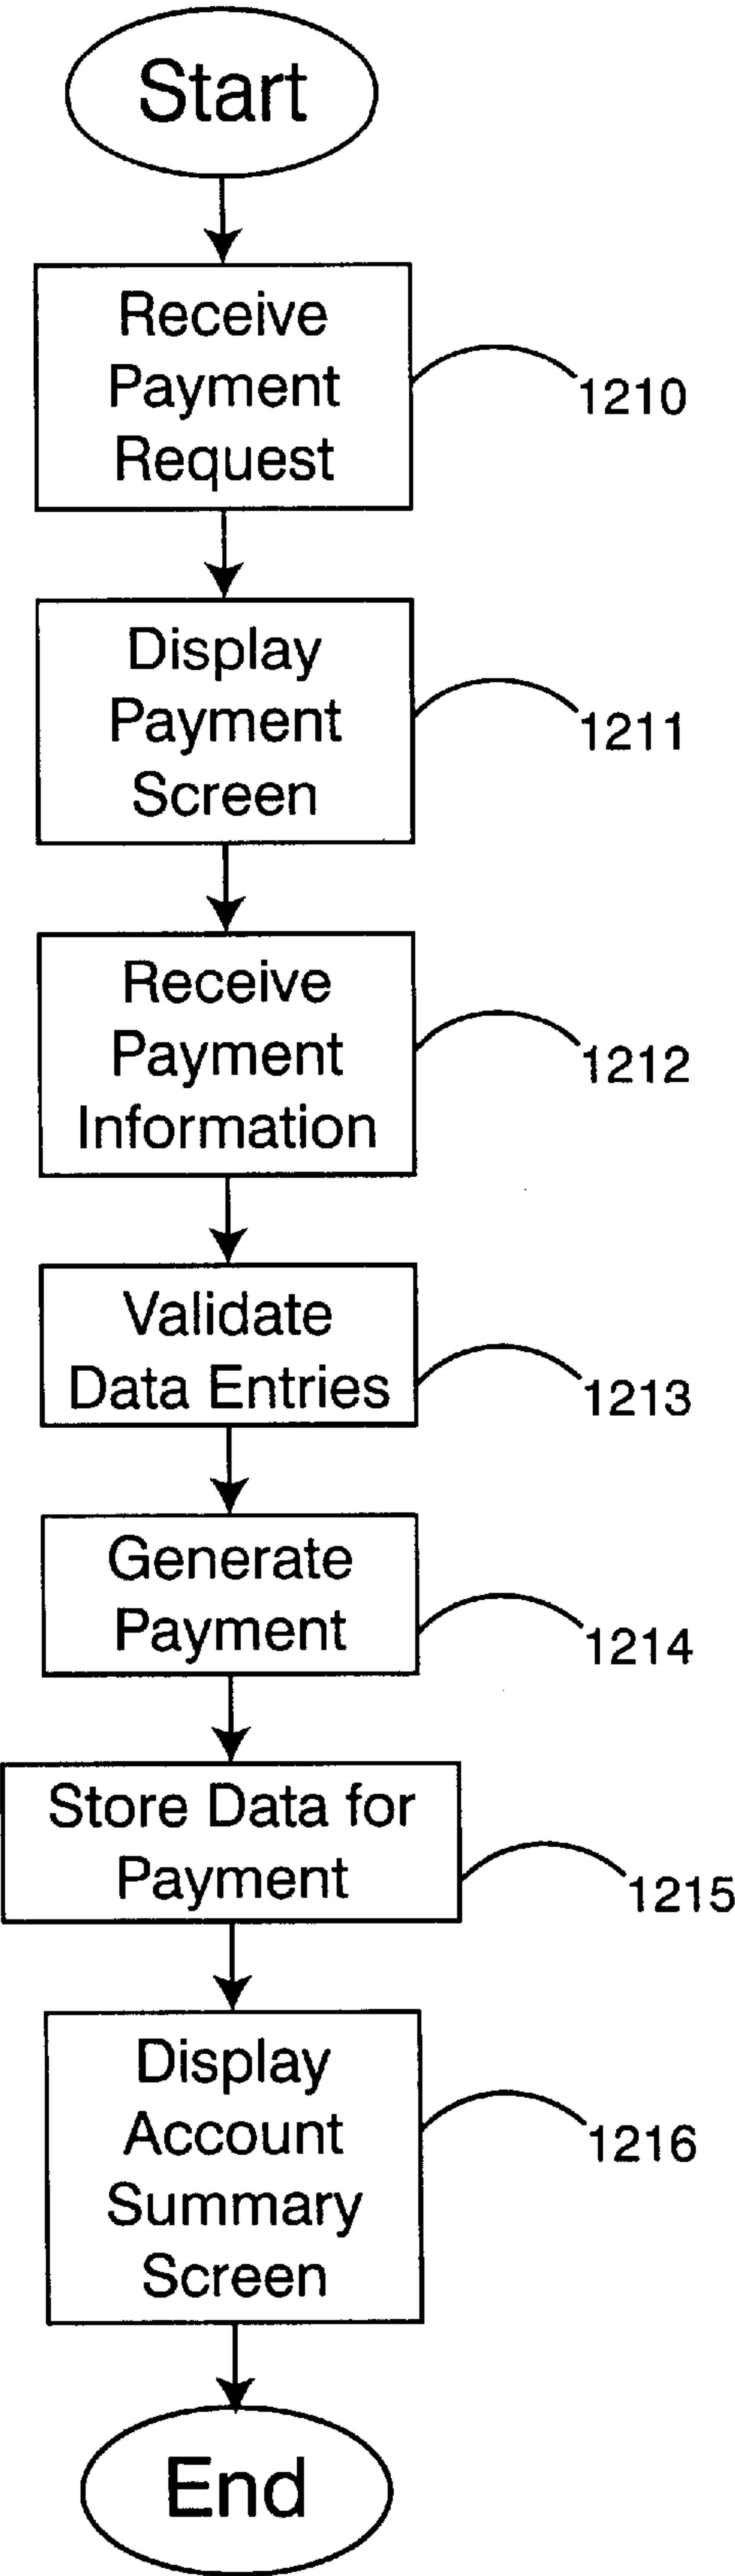 Start
Receive
Payment
Request
1210
Display
Payment
Screen
1211
Receive
Payment
Information
1212
Validate
Data Entries
1213
Generate
Payment
1214
Store Data for
Payment
1215
Display
Account
Summary
Screen
1216
End